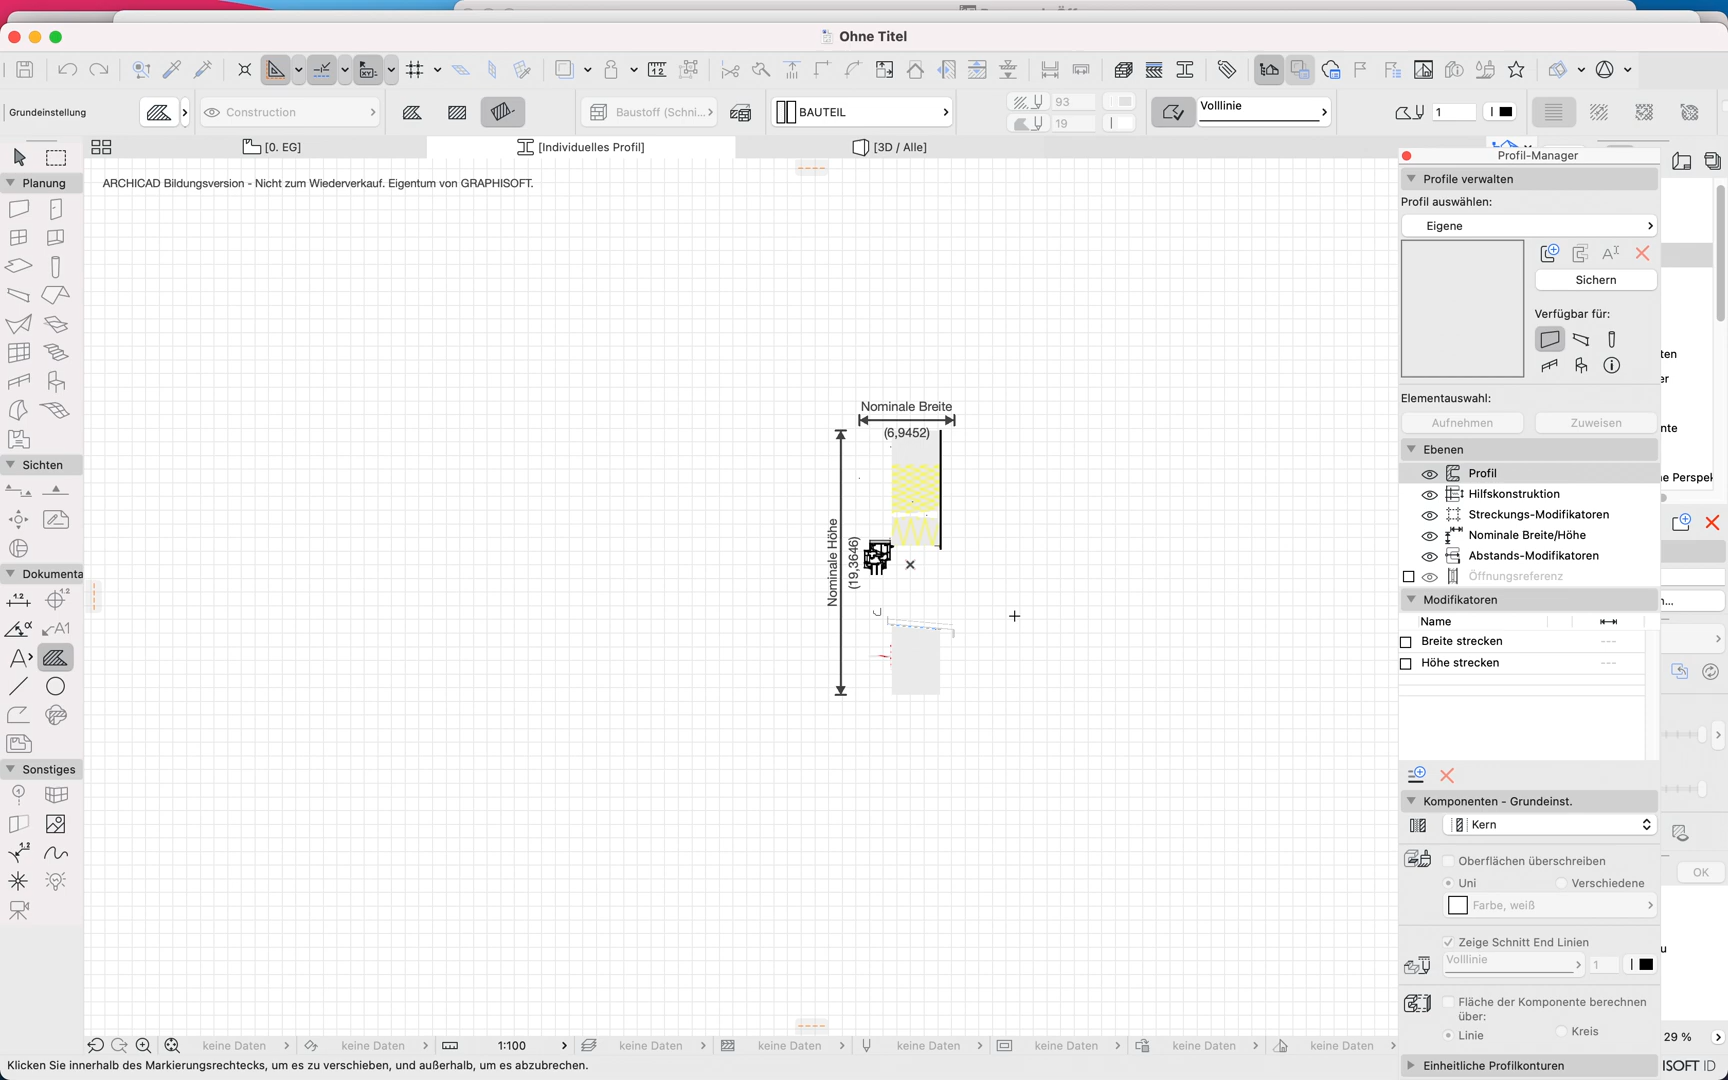 Ohne Titel
Grundeinstellung
Construction
Baustoff (Schni...
BAUTEIL
93
19
Volllinie
1
[0. EG]
[Individuelles Profil]
[3D / Alle]
ARCHICAD Bildungsversion - Nicht zum Wiederverkauf. Eigentum von GRAPHISOFT.
Planung
Sichten
Dokumenta
Sonstiges
Nominale Breite
(6,9452)
Nominale Höhe
(19,3646)
Profil-Manager
Profile verwalten
Profil auswählen:
Eigene
Sichern
Verfügbar für:
Elementauswahl:
Aufnehmen
Zuweisen
Ebenen
Profil
Hilfskonstruktion
Streckungs-Modifikatoren
Nominale Breite/Höhe
Abstands-Modifikatoren
Öffnungsreferenz
Modifikatoren
Name
Breite strecken
---
Höhe strecken
---
Komponenten - Grundeinst.
Kern
Oberflächen überschreiben
Uni
Verschiedene
Farbe, weiß
Zeige Schnitt End Linien
Volllinie
1
Fläche der Komponente berechnen
über:
Linie
Kreis
Einheitliche Profilkonturen
ten
er
nte
e Perspel
n...
OK
u
29 %
ISOFT ID
keine Daten
keine Daten
1:100
keine Daten
keine Daten
keine Daten
keine Daten
keine Daten
keine Daten
Klicken Sie innerhalb des Markierungsrechtecks, um es zu verschieben, und außerhalb, um es abzubrechen.